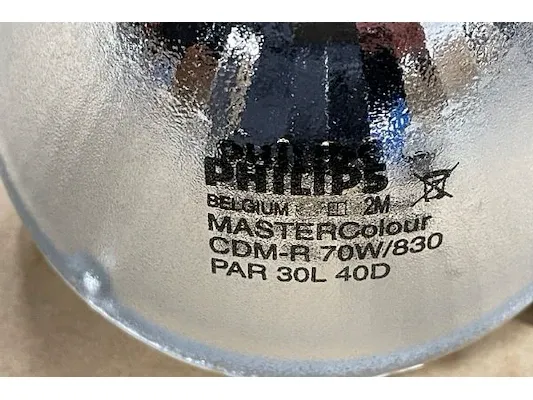 PHILIPS
BELGIUM 2M
MASTERColour
CDM-R 70W/830
PAR 30L 40D